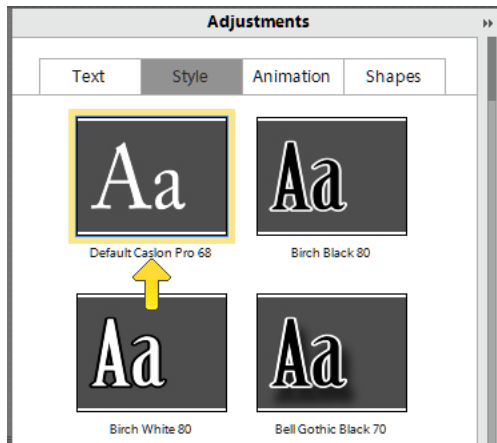 Adjustments
Text Style Animation Shapes
Aa Aa
Default Caslon Pro 68 Birch Black 80
Aa Aa
Birch White 80 Bell Gothic Black 70